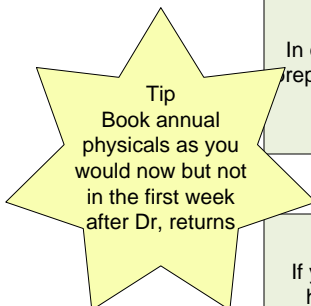 In
Tip
Book annual
physicals as you
would now but not
in the first week
after Dr, returns
If